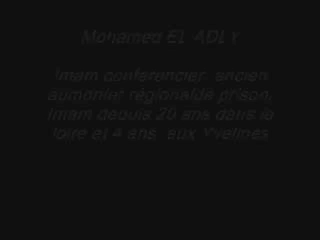 Mohamed EL ADLY
Imam conferencier, ancien
aumonier régionalde prison,
Imam depuis 20 ans dans la
loire et 4 ans aux Yvelines